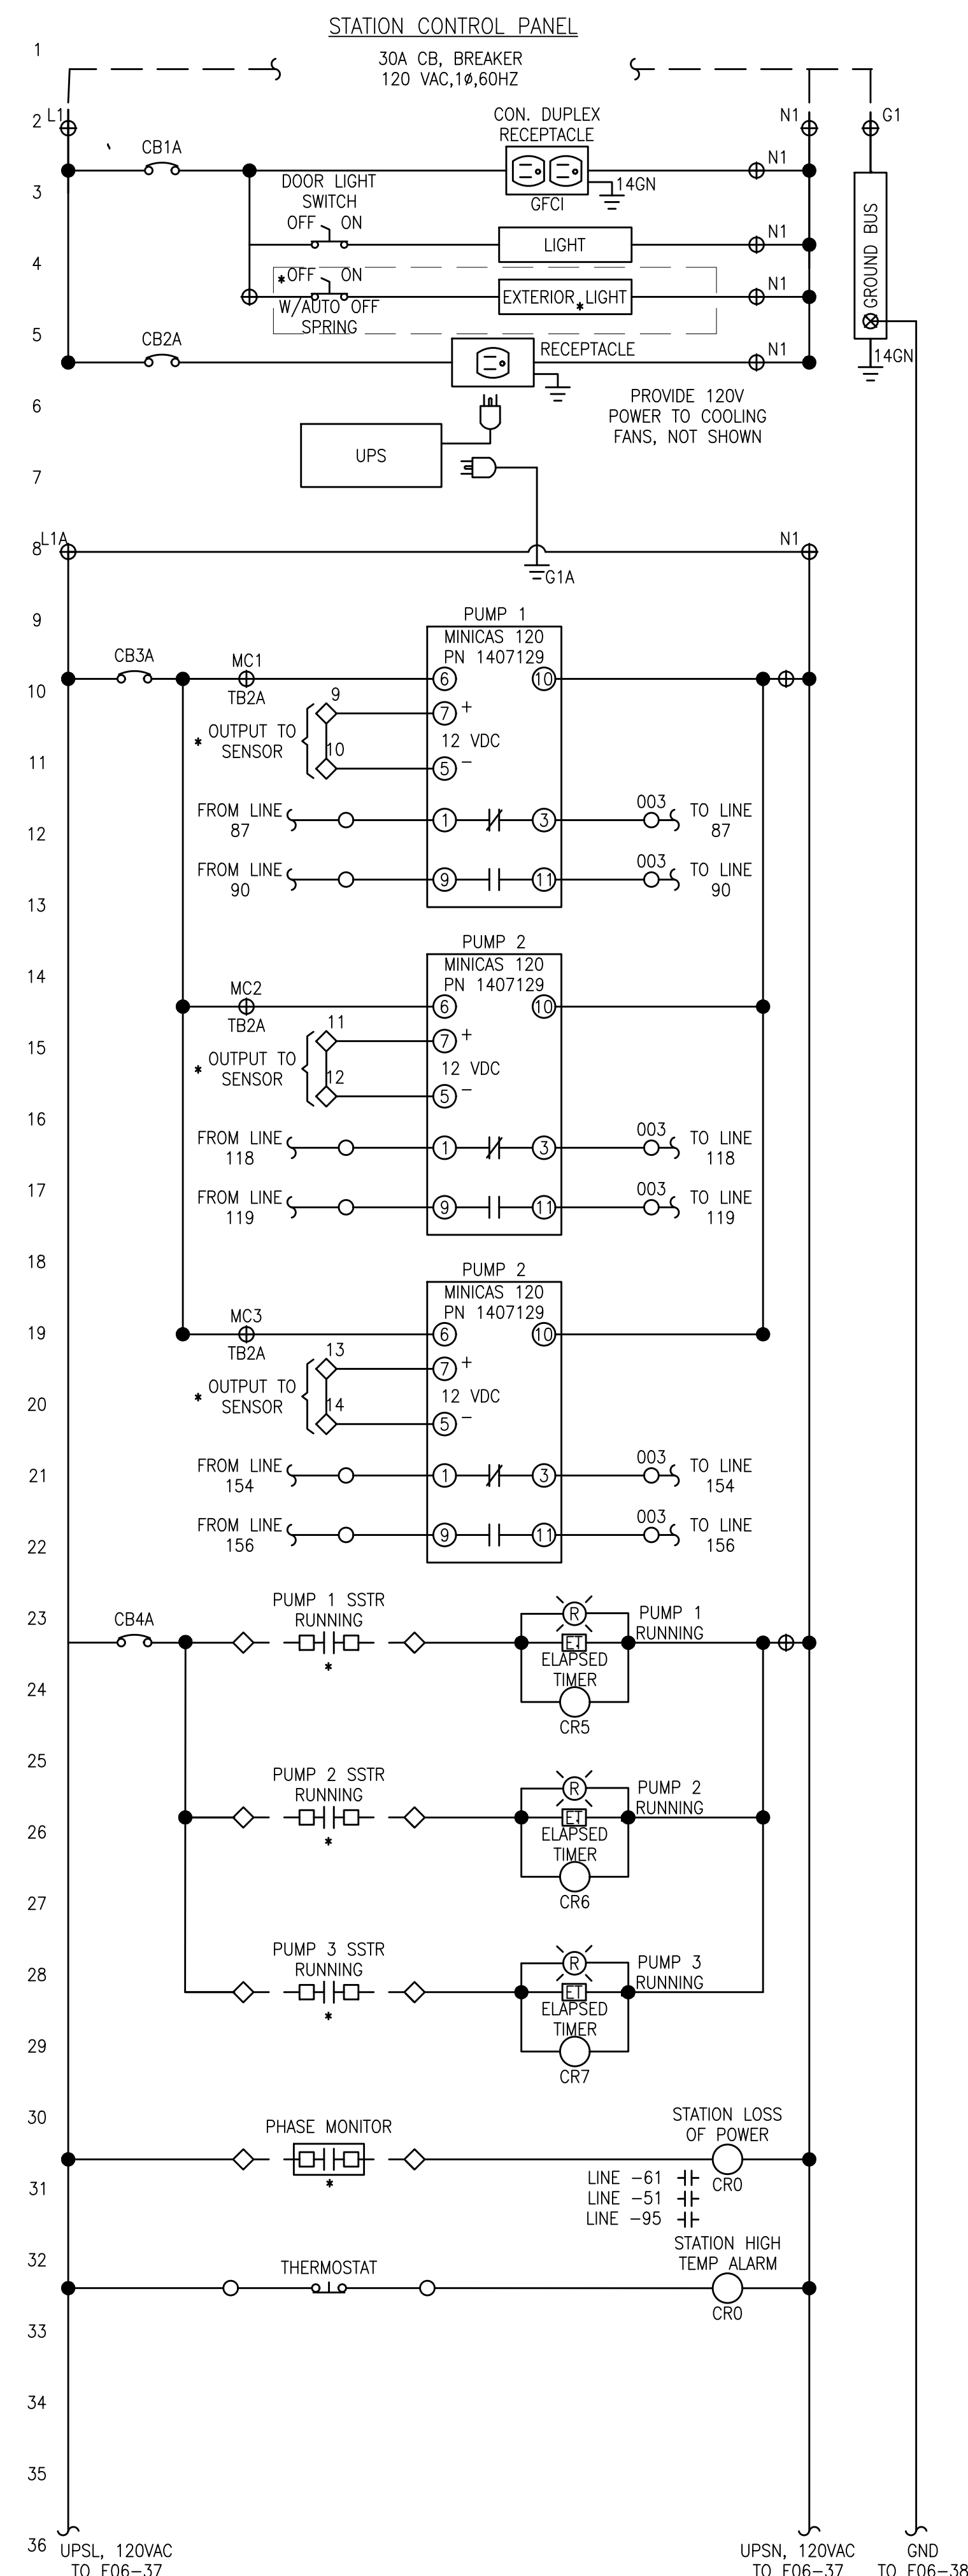 STATION CONTROL PANEL
1
30A CB, BREAKER
120 VAC,1ø,60HZ
2
L1
CON. DUPLEX
RECEPTACLE
N1
G1
CB1A
N1
3
DOOR LIGHT
SWITCH
14GN
GFCI
OFF
ON
GROUND BUS
LIGHT
N1
4
*OFF
ON
EXTERIOR LIGHT
*
N1
W/AUTO OFF
SPRING
5
CB2A
RECEPTACLE
N1
14GN
6
PROVIDE 120V
POWER TO COOLING
FANS, NOT SHOWN
UPS
7
8
L1A
N1
G1A
9
PUMP 1
MINICAS 120
PN 1407129
CB3A
MC1
6
10
10
TB2A
9
7
+
* OUTPUT TO
SENSOR
12 VDC
10
11
5
-
FROM LINE
87
1
3
003
TO LINE
87
12
FROM LINE
90
9
11
003
TO LINE
90
13
PUMP 2
14
MINICAS 120
PN 1407129
MC2
6
10
TB2A
15
11
7
+
* OUTPUT TO
SENSOR
12 VDC
12
5
-
16
FROM LINE
118
1
3
003
TO LINE
118
17
FROM LINE
119
9
11
003
TO LINE
119
18
PUMP 2
MINICAS 120
PN 1407129
19
MC3
6
10
TB2A
13
7
+
20
* OUTPUT TO
SENSOR
12 VDC
14
5
-
21
FROM LINE
154
1
3
003
TO LINE
154
22
FROM LINE
156
9
11
003
TO LINE
156
23
CB4A
PUMP 1 SSTR
RUNNING
*
R
PUMP 1
RUNNING
ET
ELAPSED
TIMER
24
CR5
25
PUMP 2 SSTR
RUNNING
*
R
PUMP 2
RUNNING
26
ET
ELAPSED
TIMER
27
CR6
28
PUMP 3 SSTR
RUNNING
*
R
PUMP 3
RUNNING
ET
ELAPSED
TIMER
29
CR7
30
PHASE MONITOR
*
STATION LOSS
OF POWER
CR0
31
LINE -61
LINE -51
LINE -95
32
THERMOSTAT
STATION HIGH
TEMP ALARM
CR0
33
34
35
36
UPSL, 120VAC
TO E06-37
UPSN, 120VAC
TO E06-37
GND
TO E06-38